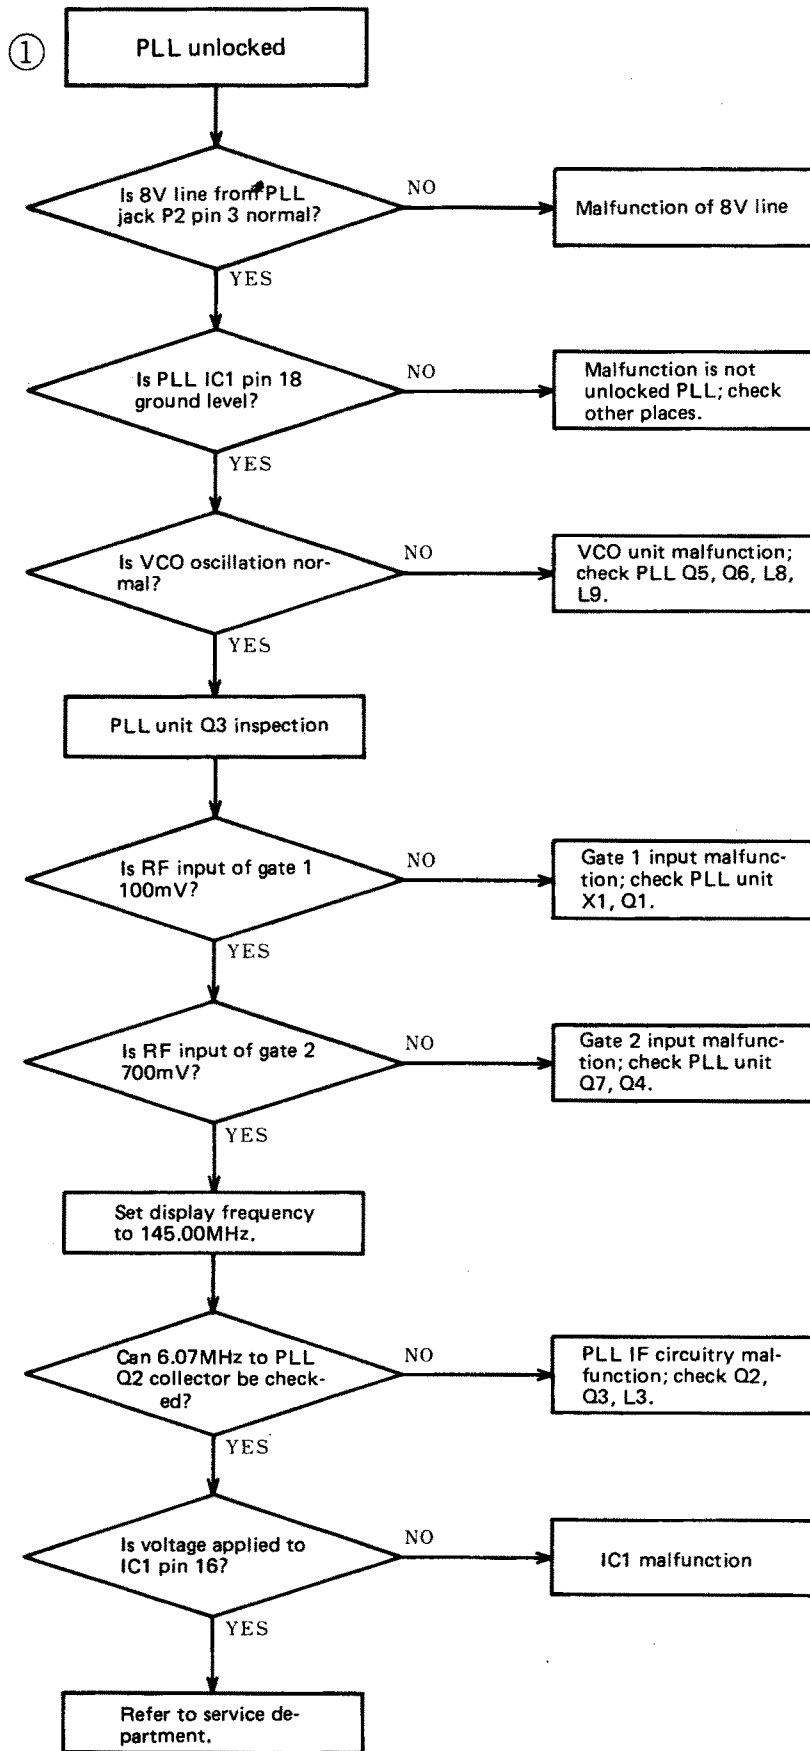 ①
PLL unlocked
Is 8V line from PLL
jack P2 pin 3 normal?
NO
Malfunction of 8V line
YES
Is PLL IC1 pin 18
ground level?
NO
Malfunction is not
unlocked PLL; check
other places.
YES
Is VCO oscillation nor-
mal?
NO
VCO unit malfunction;
check PLL Q5, Q6, L8,
L9.
YES
PLL unit Q3 inspection
Is RF input of gate 1
100mV?
NO
Gate 1 input malfunc-
tion; check PLL unit
X1, Q1.
YES
Is RF input of gate 2
700mV?
NO
Gate 2 input malfunc-
tion; check PLL unit
Q7, Q4.
YES
Set display frequency
to 145.00MHz.
Can 6.07MHz to PLL
Q2 collector be check-
ed?
NO
PLL IF circuitry mal-
function; check Q2,
Q3, L3.
YES
Is voltage applied to
IC1 pin 16?
NO
IC1 malfunction
YES
Refer to service de-
partment.